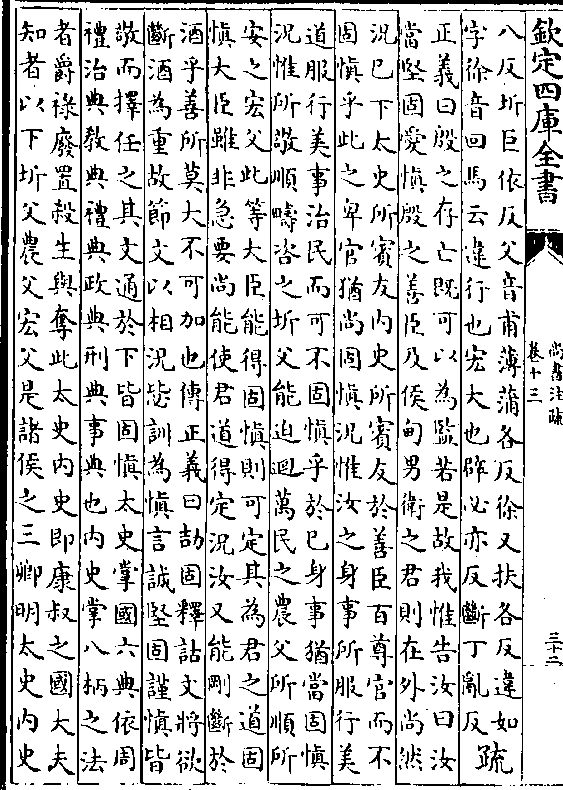 欽定四庫全書
尚書注疏
卷十三
三十二
八反圻巨依反父音甫薄蒲各反徐又扶各反違如
字徐音回馬云違行也宏大也辟必亦反斷丁亂反
疏
正義曰殷之存亡既可以為監若是故我惟告汝曰汝
當堅固愛慎殷之善臣及侯甸男衛之君則在外尚然
況已下太史所賓友内史所賓友於善臣百尊官而不
固慎乎此之卑官猶尚固慎況惟汝之身事所服行美
道服行美事治民而可不固慎乎於己身事猶當固慎
況惟所敬順疇咨之圻父能迫迴萬民之農父所順所
安之宏父此等大臣能得固慎則可定其為君之道固
慎大臣雖非急要尚能使君道得定況汝又能剛斷於
酒乎善所莫大不可加也傳正義曰劼固釋詁文將欲
斷酒為重故節文以相況毖訓為慎言誠堅固謹慎皆
敬而擇任之其文通於下皆固慎太史掌國六典依周
禮治典教典禮典政典刑典事典也内史掌八柄之法
者爵祿廢置殺生與奪此太史内史即康叔之國大夫
知者以下圻父農父宏父是諸侯之三卿明太史内史